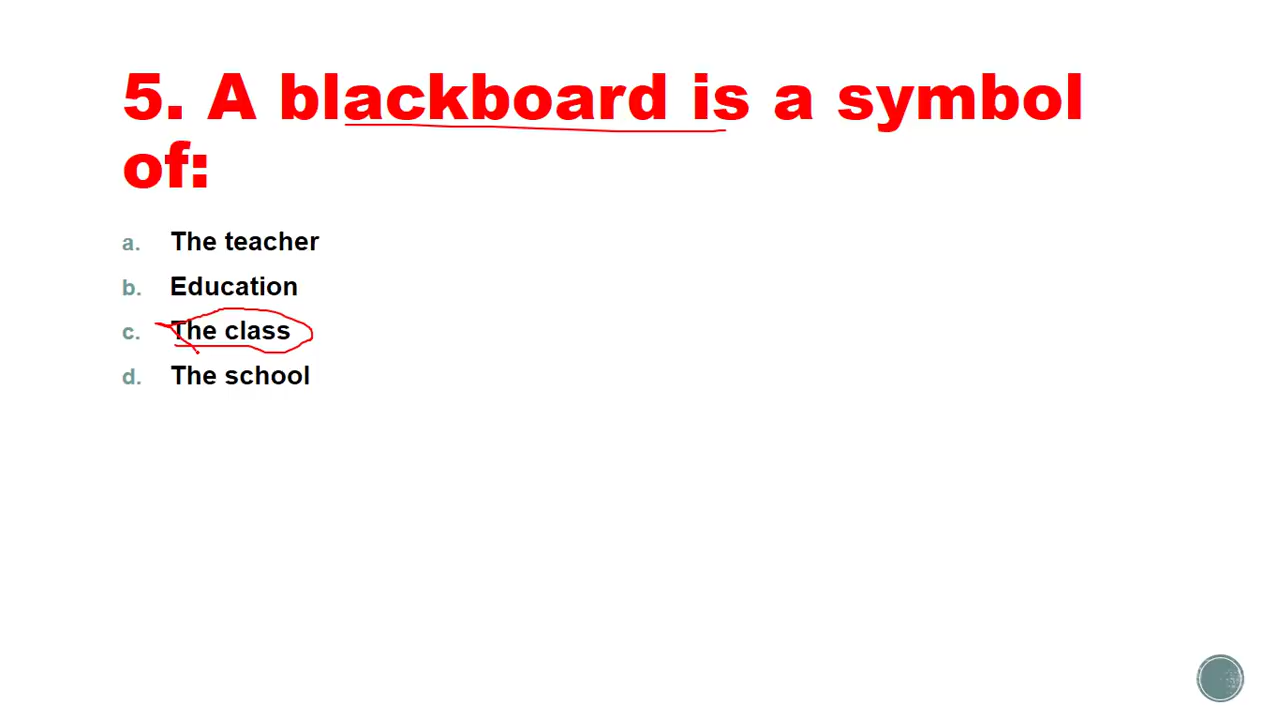 5. A blackboard is a symbol
of:
a. The teacher
b. Education
c. The class
d. The school